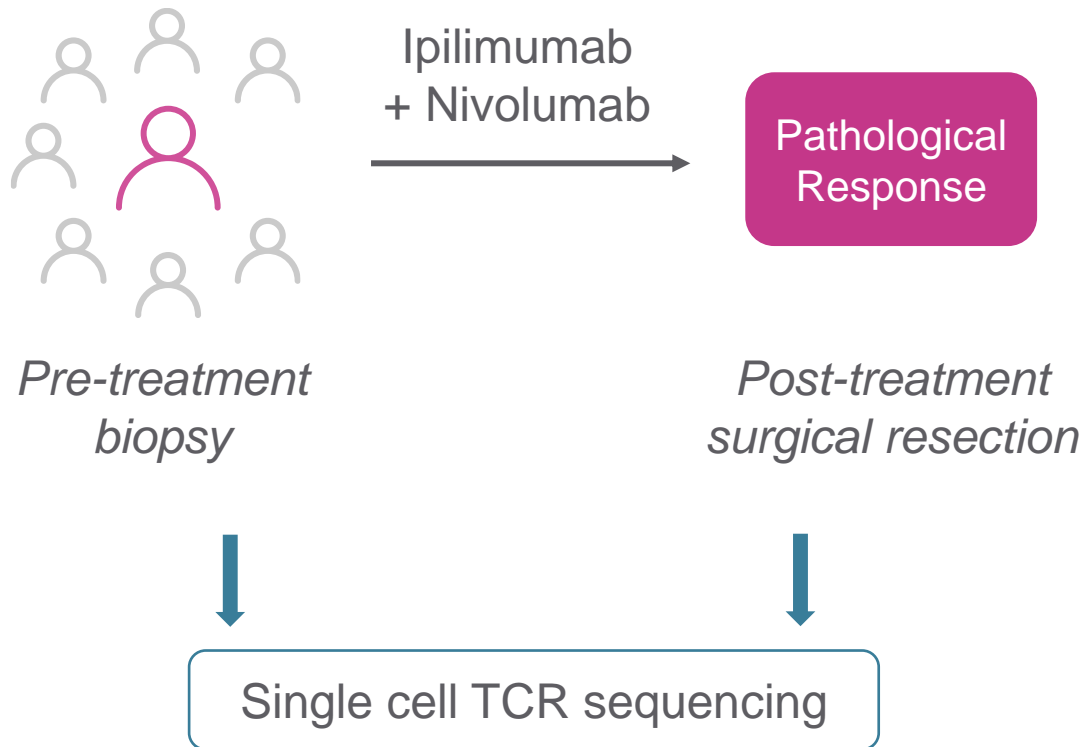 Ipilimumab
+ Nivolumab
Pathological
Response
Pre-treatment
biopsy
Post-treatment
surgical resection
Single cell TCR sequencing